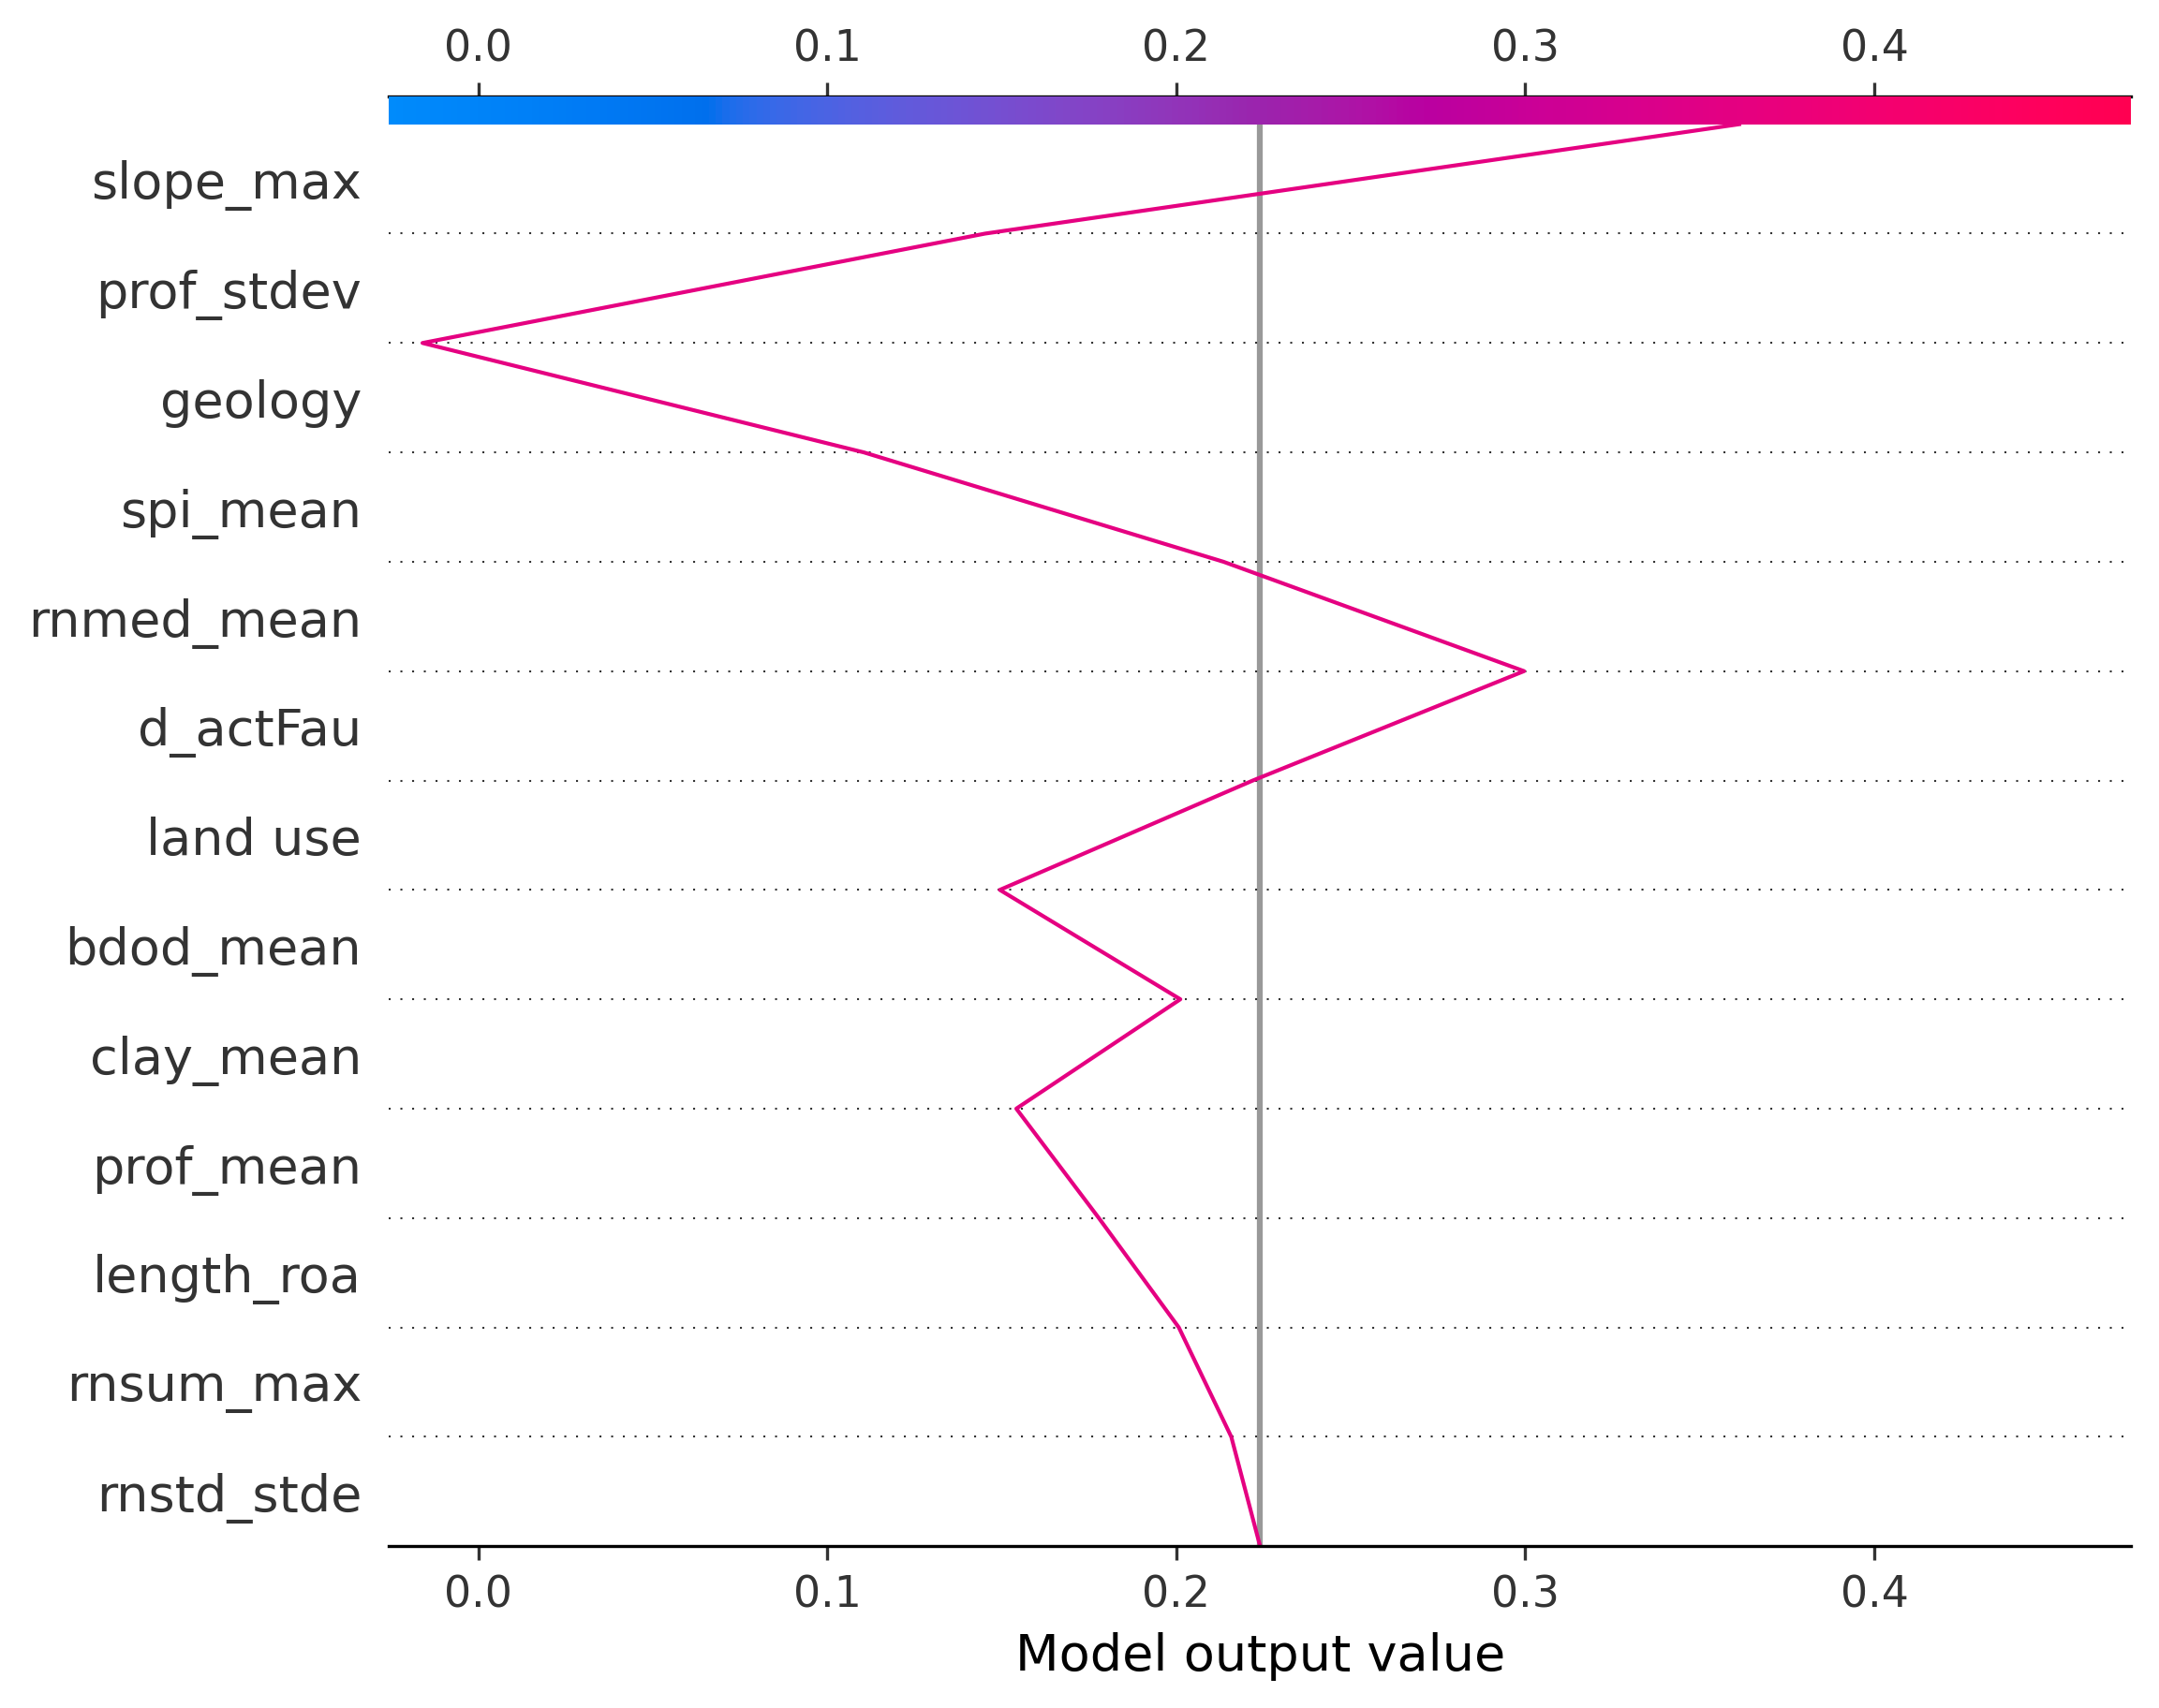 0.0 0.1 0.2 0.3 0.4
slope_max
prof_stdev
geology
spi_mean
rnmed_mean
d_actFau
land use
bdod_mean
clay_mean
prof_mean
length_roa
rnsum_max
rnstd_stde
0.0 0.1 0.2 0.3 0.4
Model output value